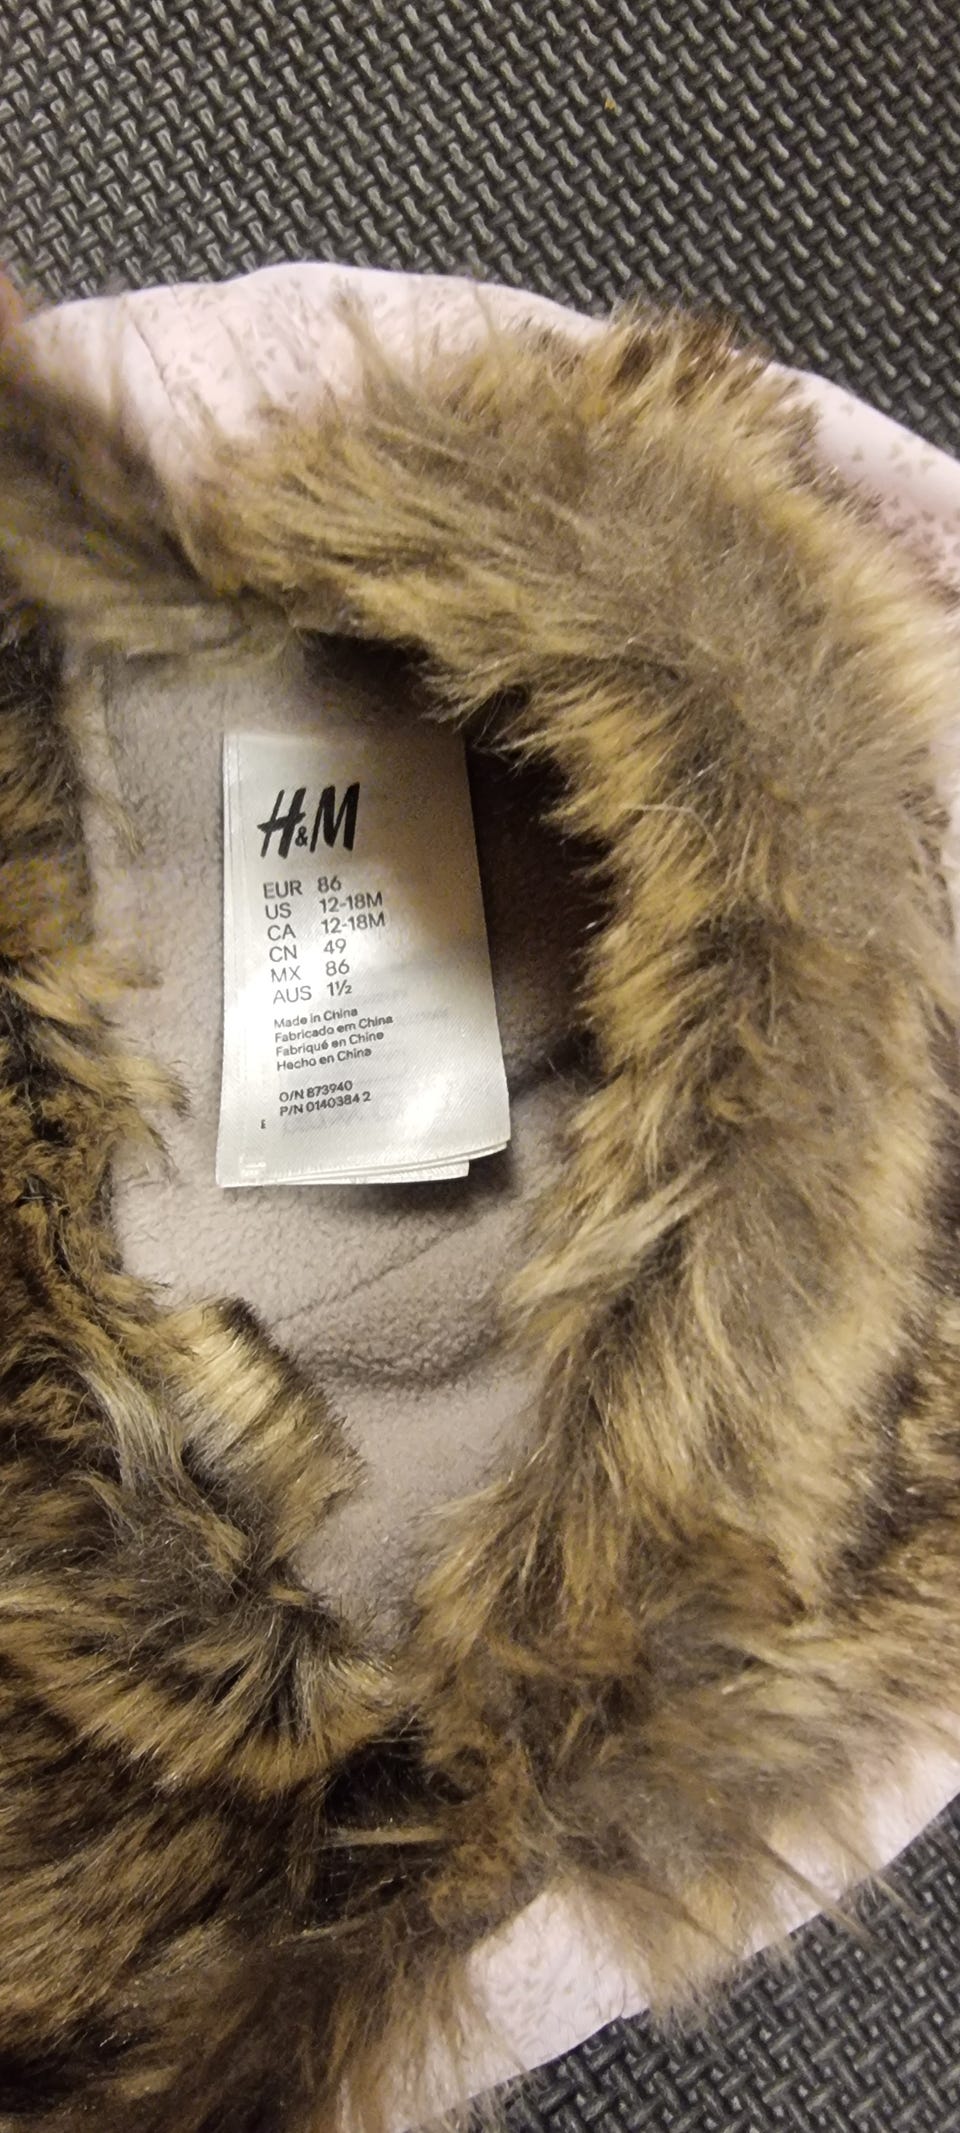 H&M
EUR 86
US 12-18M
CA 12-18M
CN 49
MX 86
AUS 1½
Made in China
Fabricado em China
Fabriqué en Chine
Hecho en China
O/N 873940
P/N 0140384 2
E